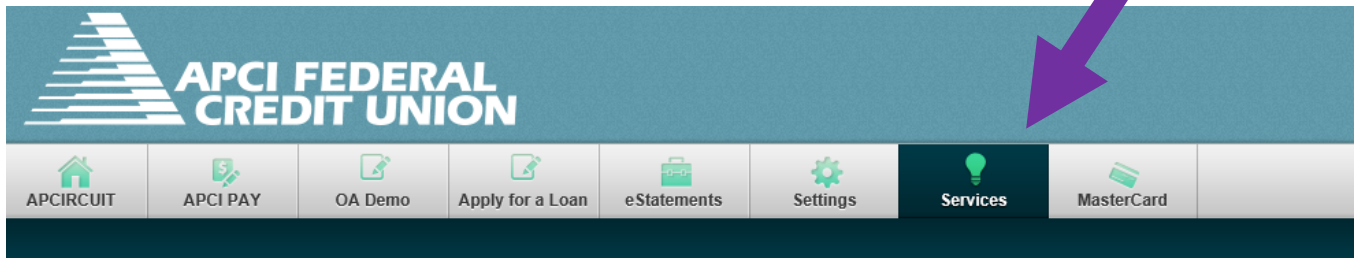 APCI FEDERAL
CREDIT UNION
APCIRCUIT APCI PAY OA Demo Apply for a Loan eStatements Settings Services MasterCard